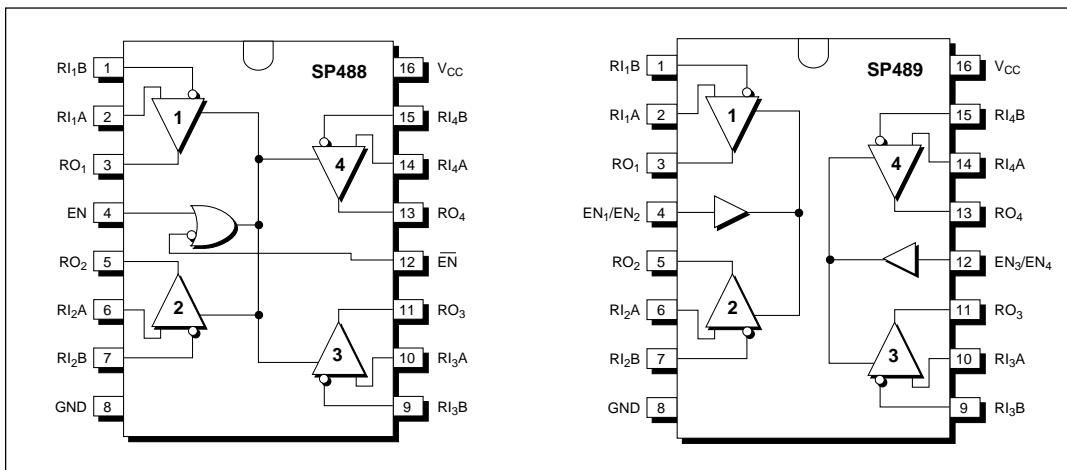 SP488
RI₁B 1
RI₁A 2
RO₁ 3
EN 4
RO₂ 5
RI₂A 6
RI₂B 7
GND 8
16 V_CC
15 RI₄B
14 RI₄A
13 RO₄
12 E̅N̅
11 RO₃
10 RI₃A
9 RI₃B
1
2
3
4
SP489
RI₁B 1
RI₁A 2
RO₁ 3
EN₁/EN₂ 4
RO₂ 5
RI₂A 6
RI₂B 7
GND 8
16 V_CC
15 RI₄B
14 RI₄A
13 RO₄
12 EN₃/EN₄
11 RO₃
10 RI₃A
9 RI₃B
1
2
3
4